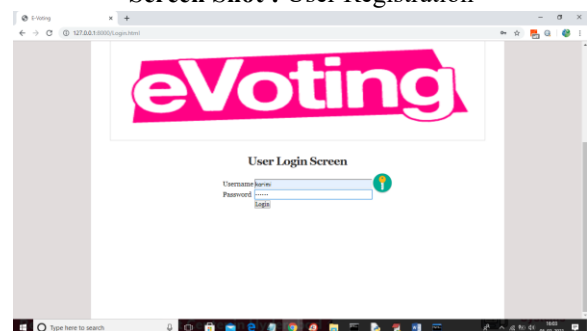 Screen Shot : User Registration
E-Voting
127.0.0.1:8000/Login.html
eVoting
User Login Screen
Username
Password ······
Login
Type here to search